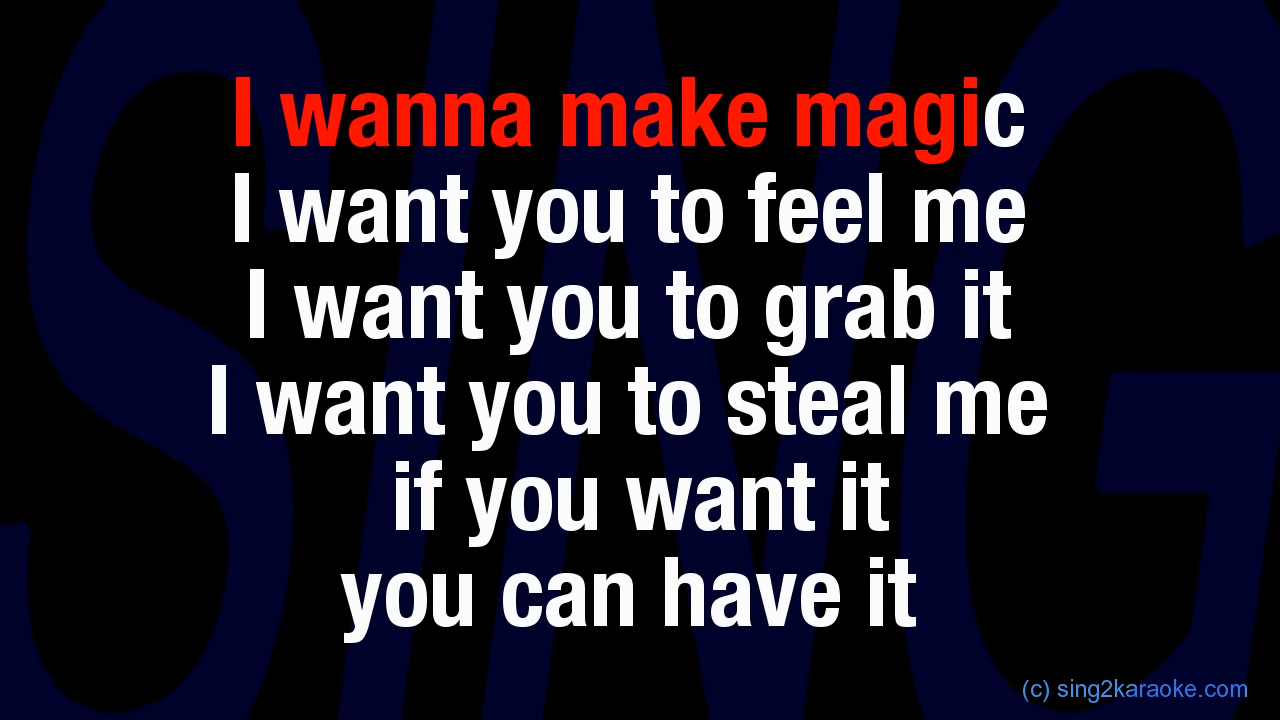 SING
I wanna make magic
I want you to feel me
I want you to grab it
I want you to steal me
if you want it
you can have it
(c) sing2karaoke.com